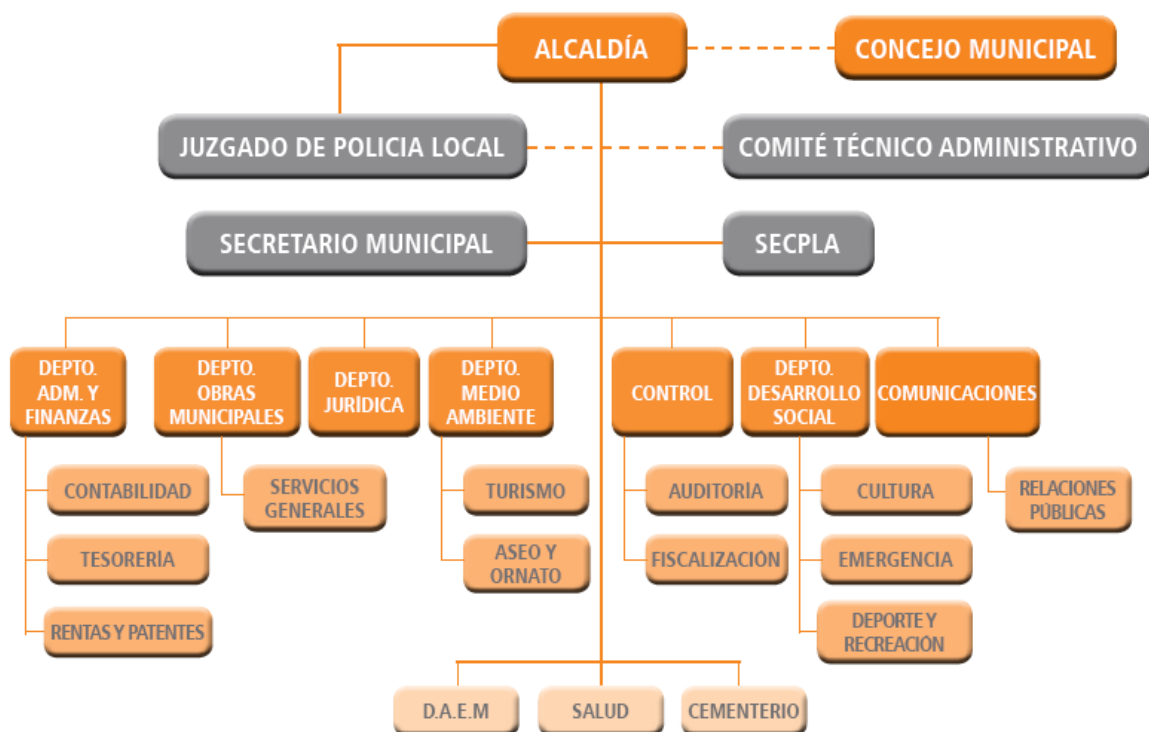 ALCALDÍA
CONCEJO MUNICIPAL
JUZGADO DE POLICIA LOCAL
COMITÉ TÉCNICO ADMINISTRATIVO
SECRETARIO MUNICIPAL
SECPLA
DEPTO.
ADM. Y
FINANZAS
DEPTO.
OBRAS
MUNICIPALES
DEPTO.
JURÍDICA
DEPTO.
MEDIO
AMBIENTE
CONTROL
DEPTO.
DESARROLLO
SOCIAL
COMUNICACIONES
CONTABILIDAD
SERVICIOS
GENERALES
TURISMO
AUDITORÍA
CULTURA
RELACIONES
PÚBLICAS
TESORERÍA
ASEO Y
ORNATO
FISCALIZACIÓN
EMERGENCIA
RENTAS Y PATENTES
DEPORTE Y
RECREACIÓN
D.A.E.M
SALUD
CEMENTERIO